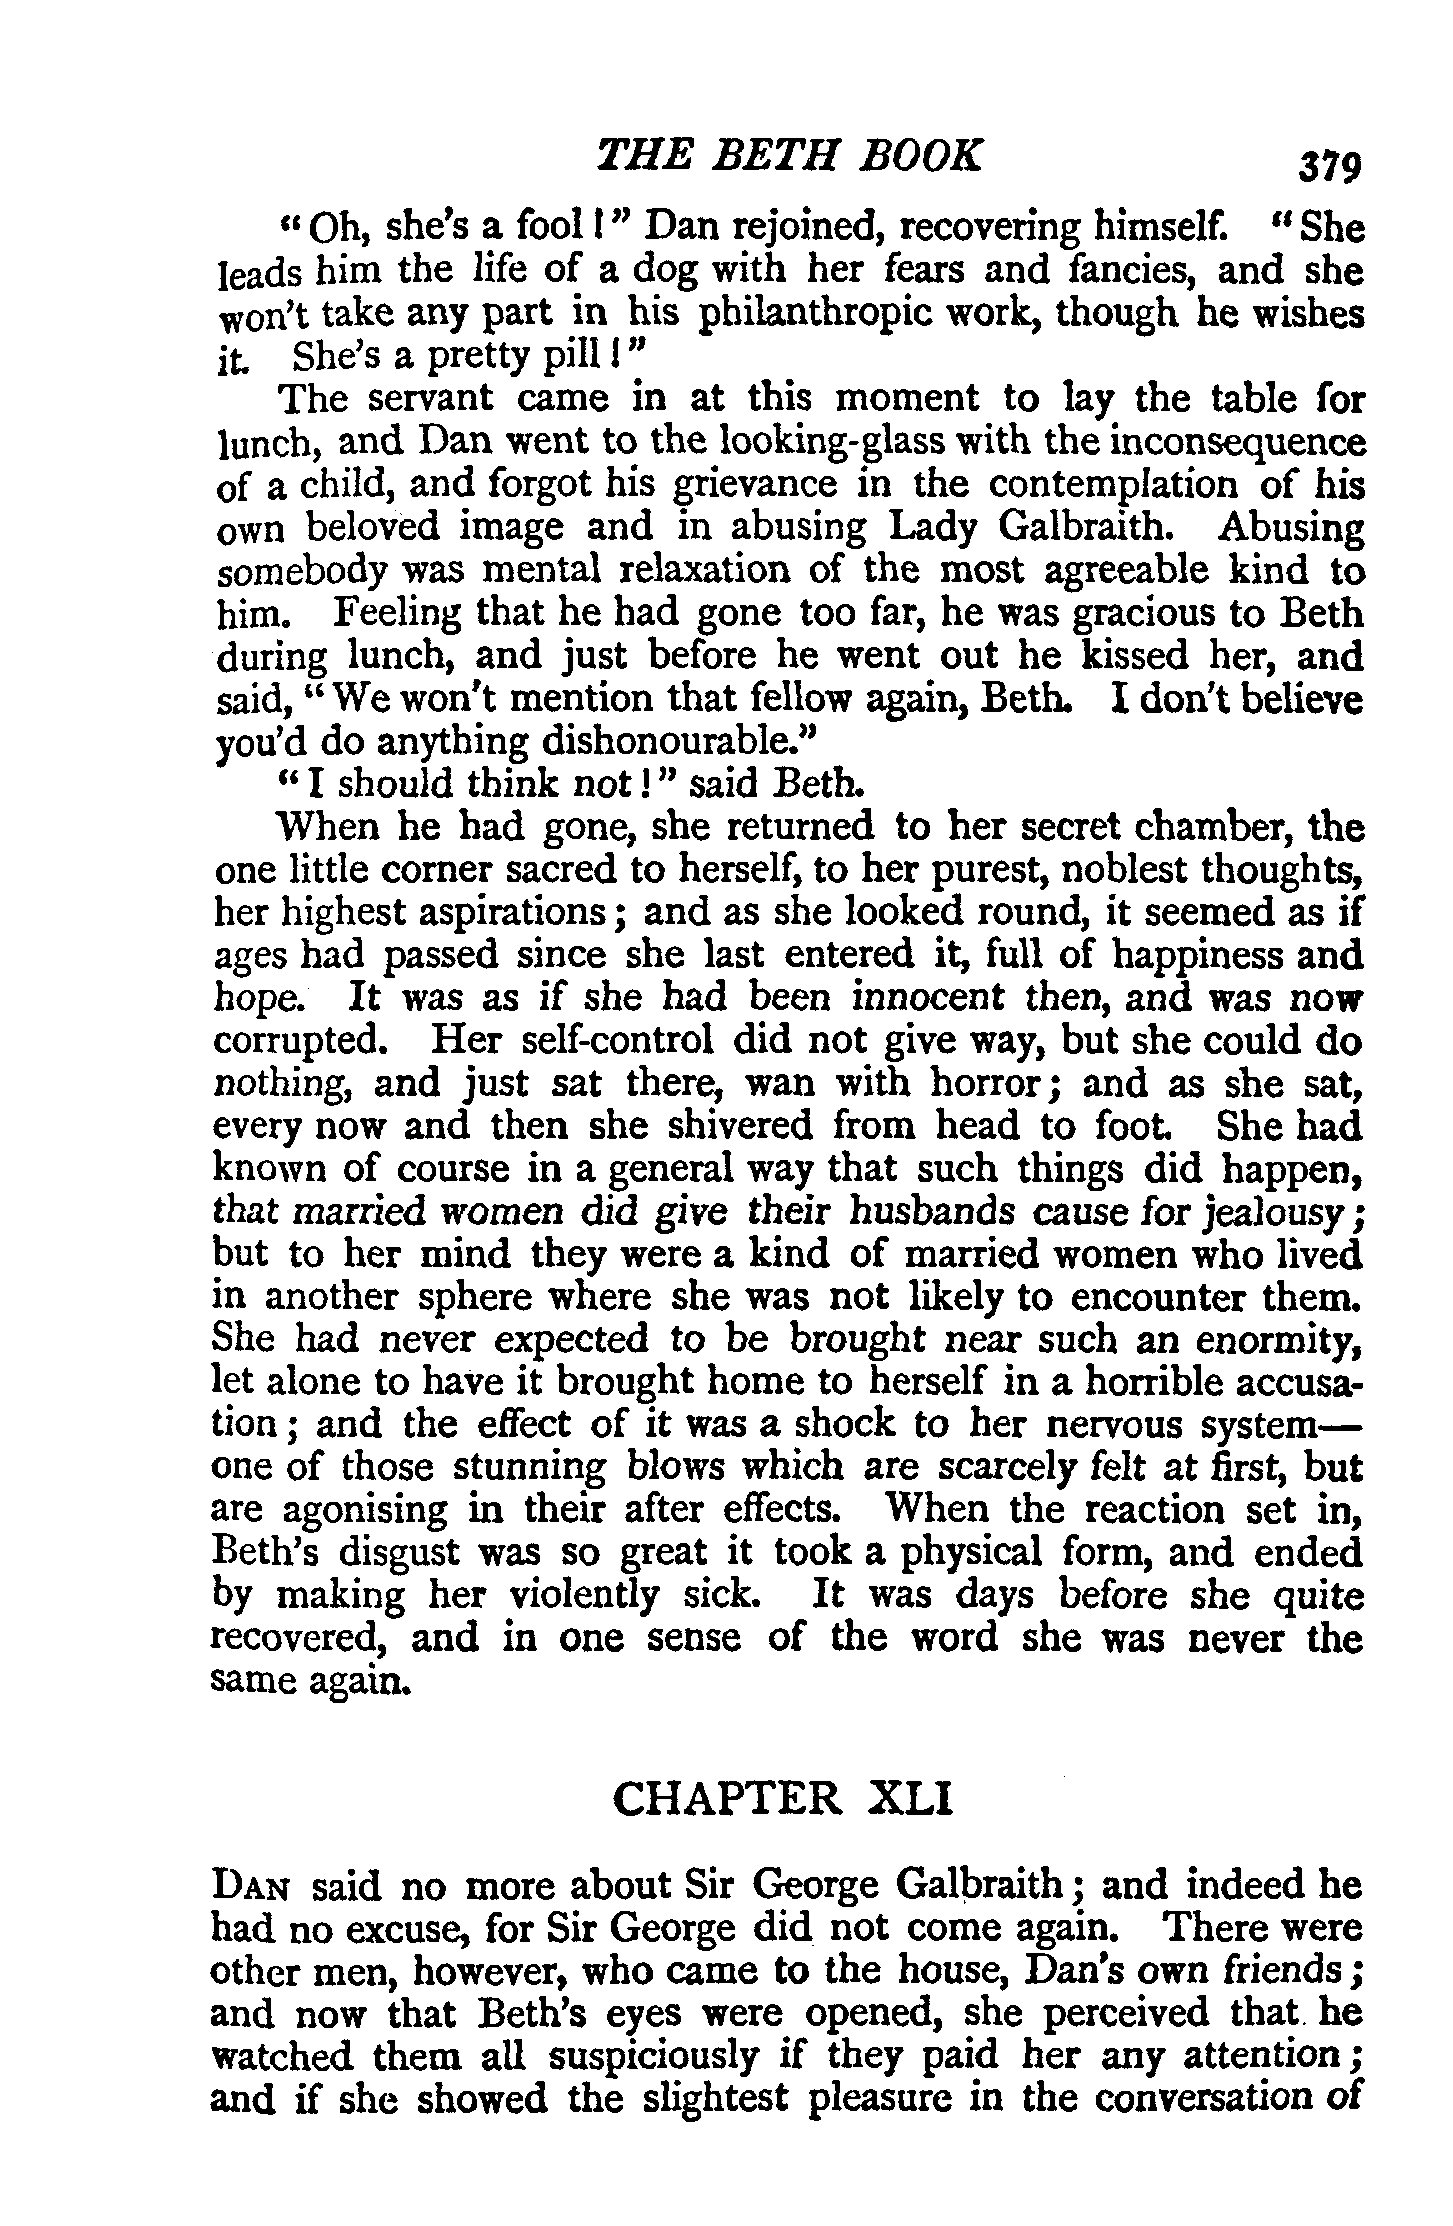 THE BETH BOOK 379
"Oh, she's a fool!" Dan rejoined, recovering himself. "She
leads him the life of a dog with her fears and fancies, and she
won't take any part in his philanthropic work, though he wishes
it. She's a pretty pill!"
The servant came in at this moment to lay the table for
lunch, and Dan went to the looking-glass with the inconsequence
of a child, and forgot his grievance in the contemplation of his
own beloved image and in abusing Lady Galbraith. Abusing
somebody was mental relaxation of the most agreeable kind to
him. Feeling that he had gone too far, he was gracious to Beth
during lunch, and just before he went out he kissed her, and
said, "We won't mention that fellow again, Beth. I don't believe
you'd do anything dishonourable."
"I should think not!" said Beth.
When he had gone, she returned to her secret chamber, the
one little corner sacred to herself, to her purest, noblest thoughts,
her highest aspirations; and as she looked round, it seemed as if
ages had passed since she last entered it, full of happiness and
hope. It was as if she had been innocent then, and was now
corrupted. Her self-control did not give way, but she could do
nothing, and just sat there, wan with horror; and as she sat,
every now and then she shivered from head to foot. She had
known of course in a general way that such things did happen,
that married women did give their husbands cause for jealousy;
but to her mind they were a kind of married women who lived
in another sphere where she was not likely to encounter them.
She had never expected to be brought near such an enormity,
let alone to have it brought home to herself in a horrible accusa-
tion; and the effect of it was a shock to her nervous system—
one of those stunning blows which are scarcely felt at first, but
are agonising in their after effects. When the reaction set in,
Beth's disgust was so great it took a physical form, and ended
by making her violently sick. It was days before she quite
recovered, and in one sense of the word she was never the
same again.
CHAPTER XLI
DAN said no more about Sir George Galbraith; and indeed he
had no excuse, for Sir George did not come again. There were
other men, however, who came to the house, Dan's own friends;
and now that Beth's eyes were opened, she perceived that he
watched them all suspiciously if they paid her any attention;
and if she showed the slightest pleasure in the conversation of